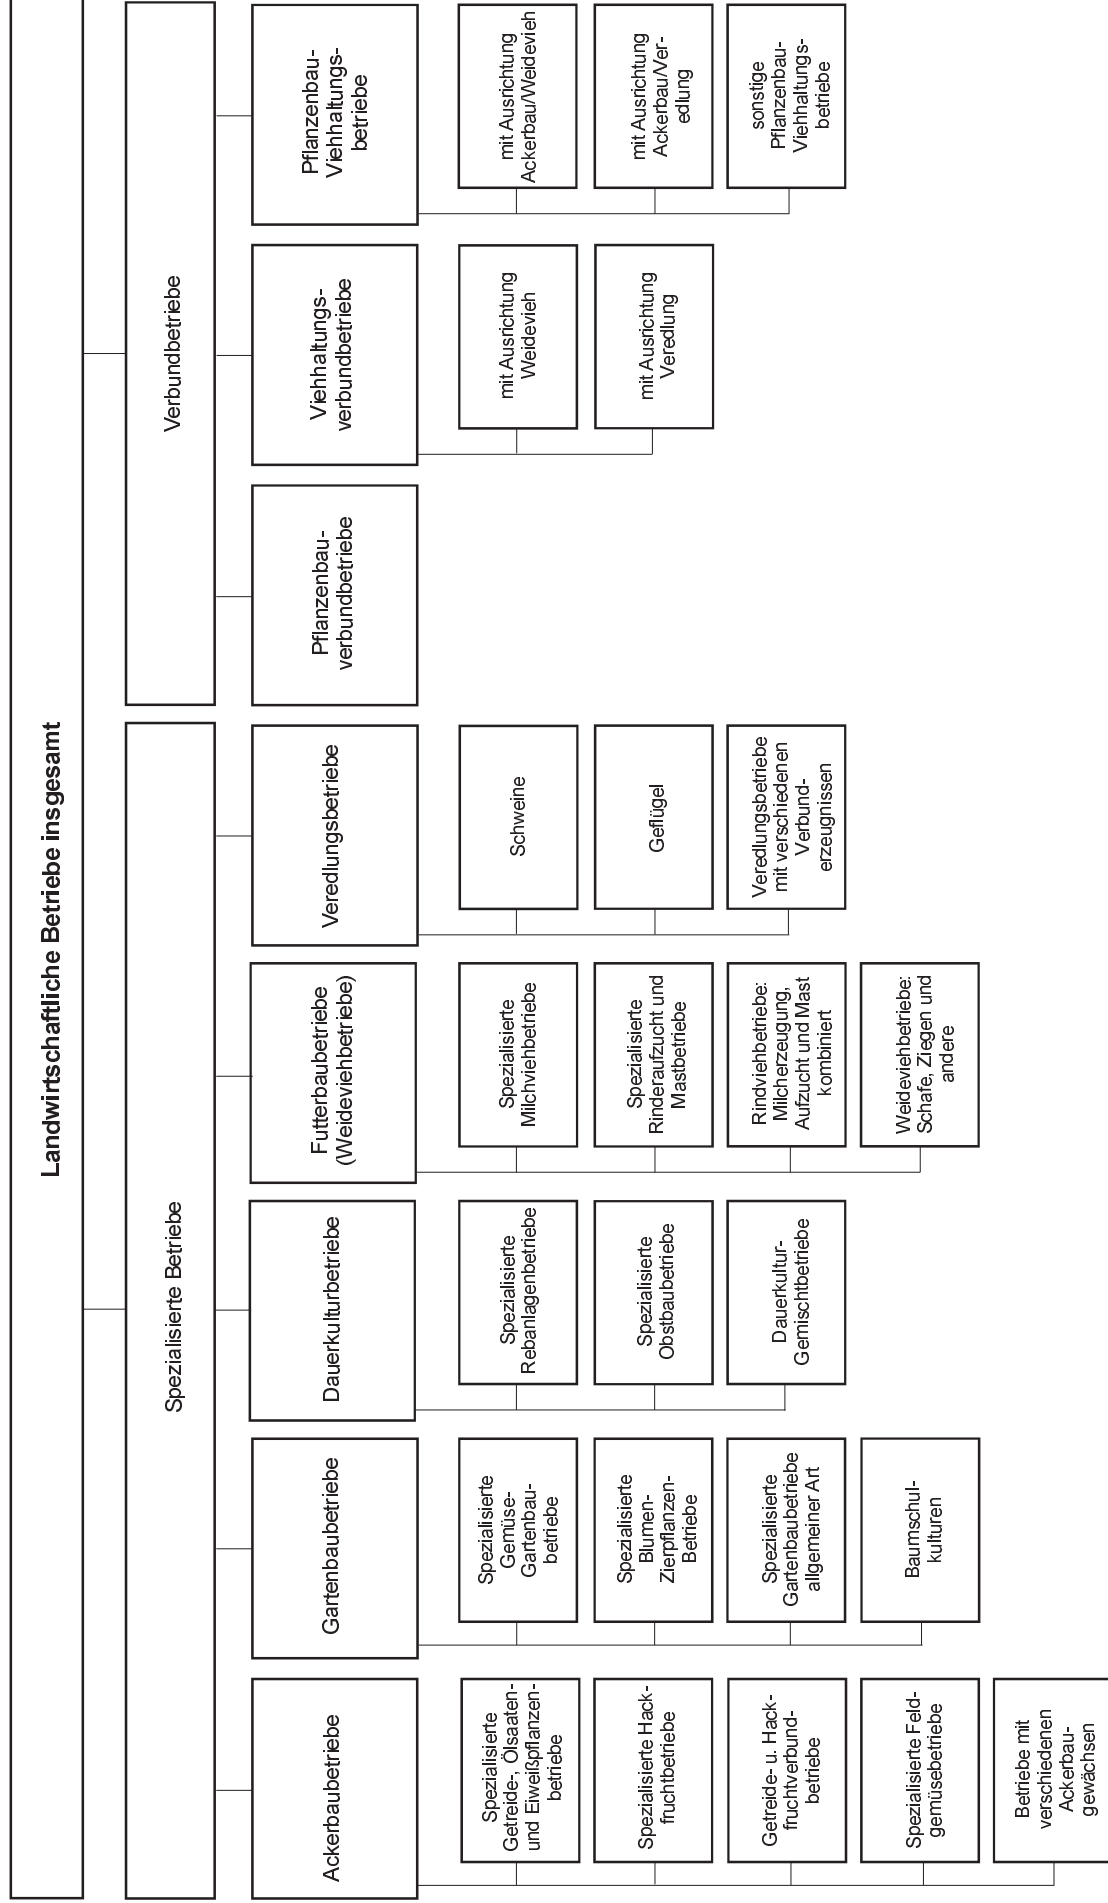 Landwirtschaftliche Betriebe insgesamt
Spezialisierte Betriebe
Verbundbetriebe
Ackerbaubetriebe
Gartenbaubetriebe
Dauerkulturbetriebe
Futterbaubetriebe
(Weideviehbetriebe)
Veredlungsbetriebe
Pflanzenbau-
verbundbetriebe
Viehhaltungs-
verbundbetriebe
Pflanzenbau-
Viehhaltungs-
betriebe
Spezialisierte
Getreide-, Ölsaaten-
und Eiweißpflanzen-
betriebe
Spezialisierte Hack-
fruchtbetriebe
Getreide- u. Hack-
fruchtverbund-
betriebe
Spezialisierte Feld-
gemüsebetriebe
Betriebe mit
verschiedenen
Ackerbau-
gewächsen
Spezialisierte
Gemüse-
Gartenbau-
betriebe
Spezialisierte
Blumen-
Zierpflanzen-
Betriebe
Spezialisierte
Gartenbaubetriebe
allgemeiner Art
Baumschul-
kulturen
Spezialisierte
Rebanlagenbetriebe
Spezialisierte
Obstbaubetriebe
Dauerkultur-
Gemischtbetriebe
Spezialisierte
Milchviehbetriebe
Spezialisierte
Rinderaufzucht und
Mastbetriebe
Rindviehbetriebe:
Milcherzeugung,
Aufzucht und Mast
kombiniert
Weideviehbetriebe:
Schafe, Ziegen und
andere
Schweine
Geflügel
Veredlungsbetriebe
mit verschiedenen
Verbund-
erzeugnissen
mit Ausrichtung
Weidevieh
mit Ausrichtung
Veredlung
mit Ausrichtung
Ackerbau/Weidevieh
mit Ausrichtung
Ackerbau/Ver-
edlung
sonstige
Pflanzenbau-
Viehhaltungs-
betriebe